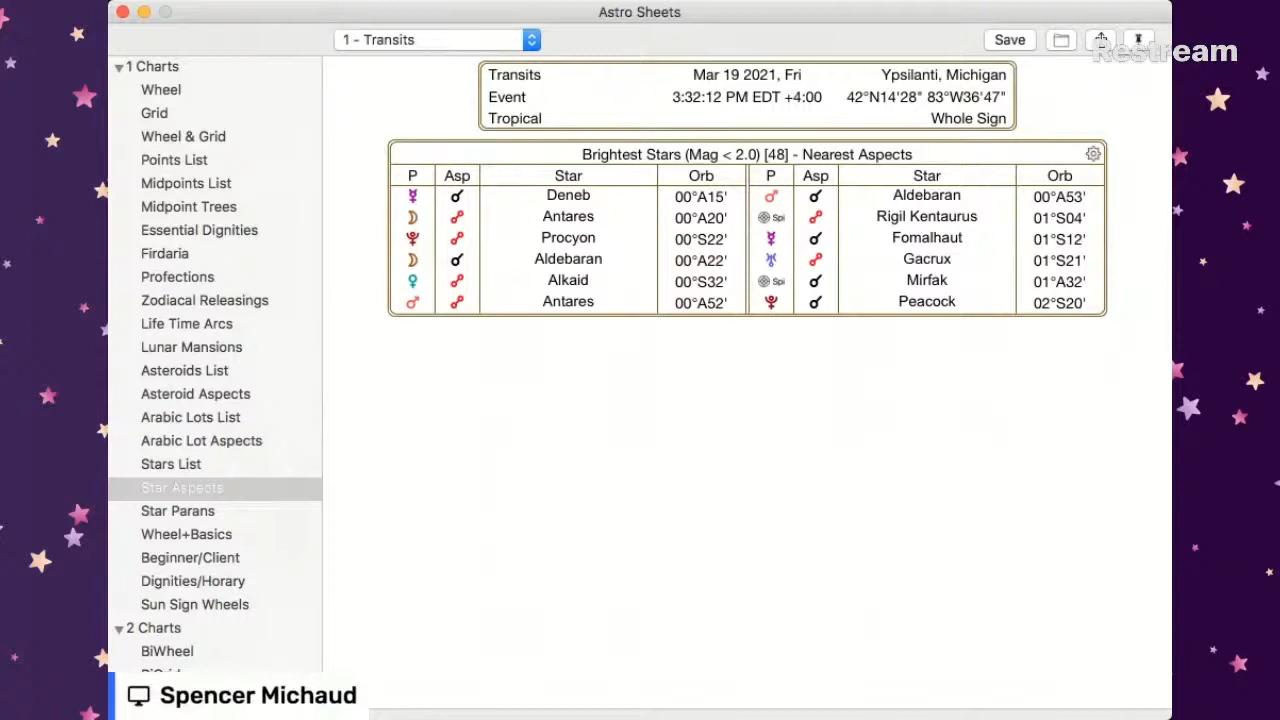 Astro Sheets
1 - Transits
Save
Restream
1 Charts
Wheel
Grid
Wheel & Grid
Points List
Midpoints List
Midpoint Trees
Essential Dignities
Firdaria
Profections
Zodiacal Releasings
Life Time Arcs
Lunar Mansions
Asteroids List
Asteroid Aspects
Arabic Lots List
Arabic Lot Aspects
Stars List
Star Aspects
Star Parans
Wheel+Basics
Beginner/Client
Dignities/Horary
Sun Sign Wheels
2 Charts
BiWheel
Transits Mar 19 2021, Fri Ypsilanti, Michigan
Event 3:32:12 PM EDT +4:00 42°N14'28" 83°W36'47"
Tropical Whole Sign
Brightest Stars (Mag < 2.0) [48] - Nearest Aspects
P Asp Star Orb P Asp Star Orb
☿ ☌ Deneb 00°A15' ♂ ☌ Aldebaran 00°A53'
☽ ☍ Antares 00°A20' Spi ☍ Rigil Kentaurus 01°S04'
♇ ☍ Procyon 00°S22' ☿ ☌ Fomalhaut 01°S12'
☽ ☌ Aldebaran 00°A22' ♅ ☍ Gacrux 01°S21'
♀ ☍ Alkaid 00°S32' Spi ☌ Mirfak 01°A32'
♂ ☍ Antares 00°A52' ♇ ☌ Peacock 02°S20'
Spencer Michaud